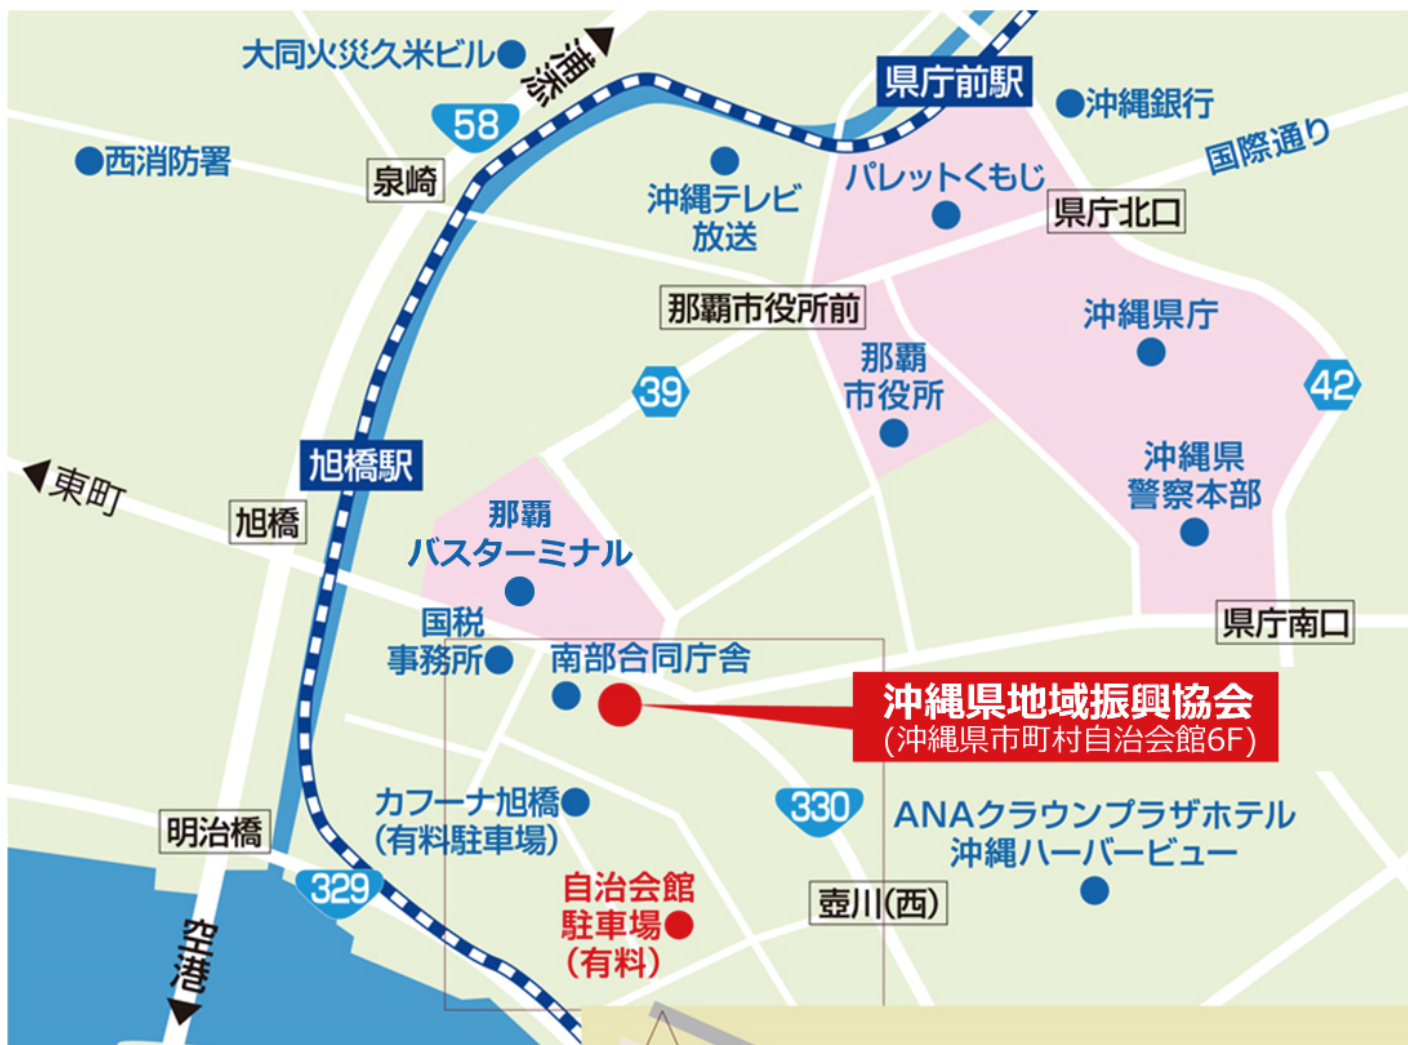 大同火災久米ビル
浦添
県庁前駅
沖縄銀行
58
国際通り
西消防署
泉崎
沖縄テレビ
放送
パレットくもじ
県庁北口
那覇市役所前
沖縄県庁
那覇
市役所
39
42
旭橋駅
沖縄県
警察本部
東町
旭橋
那覇
バスターミナル
国税
事務所
南部合同庁舎
県庁南口
沖縄県地域振興協会
(沖縄県市町村自治会館6F)
カフーナ旭橋
(有料駐車場)
330
ANAクラウンプラザホテル
沖縄ハーバービュー
明治橋
329
自治会館
駐車場
(有料)
壺川(西)
空港